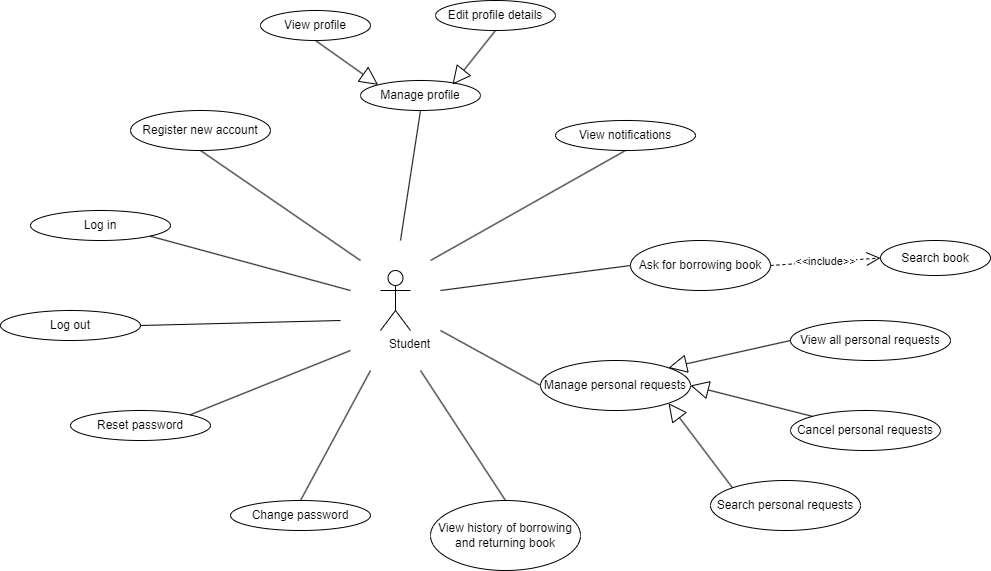 Edit profile details
View profile
Manage profile
Register new account
View notifications
Log in
Ask for borrowing book
<<include>>
Search book
Log out
Student
View all personal requests
Manage personal requests
Reset password
Cancel personal requests
Search personal requests
Change password
View history of borrowing
and returning book